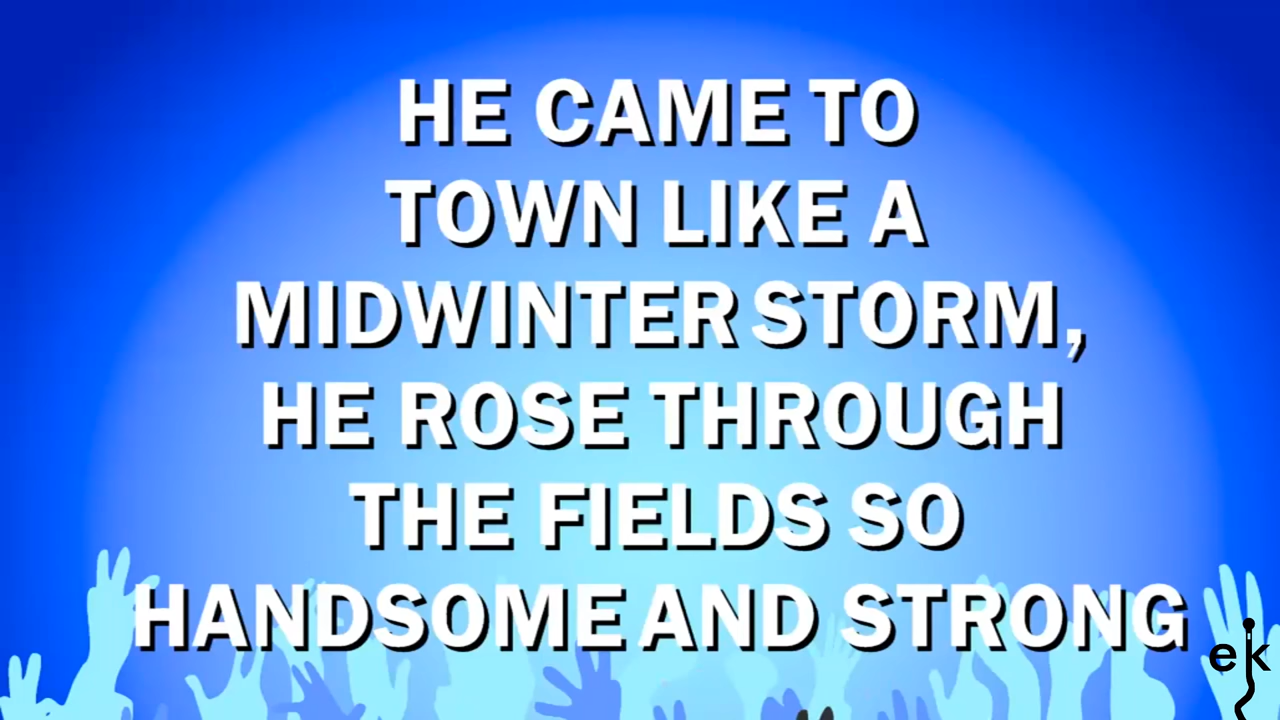 HE CAME TO
TOWN LIKE A
MIDWINTER STORM,
HE ROSE THROUGH
THE FIELDS SO
HANDSOME AND STRONG
ek